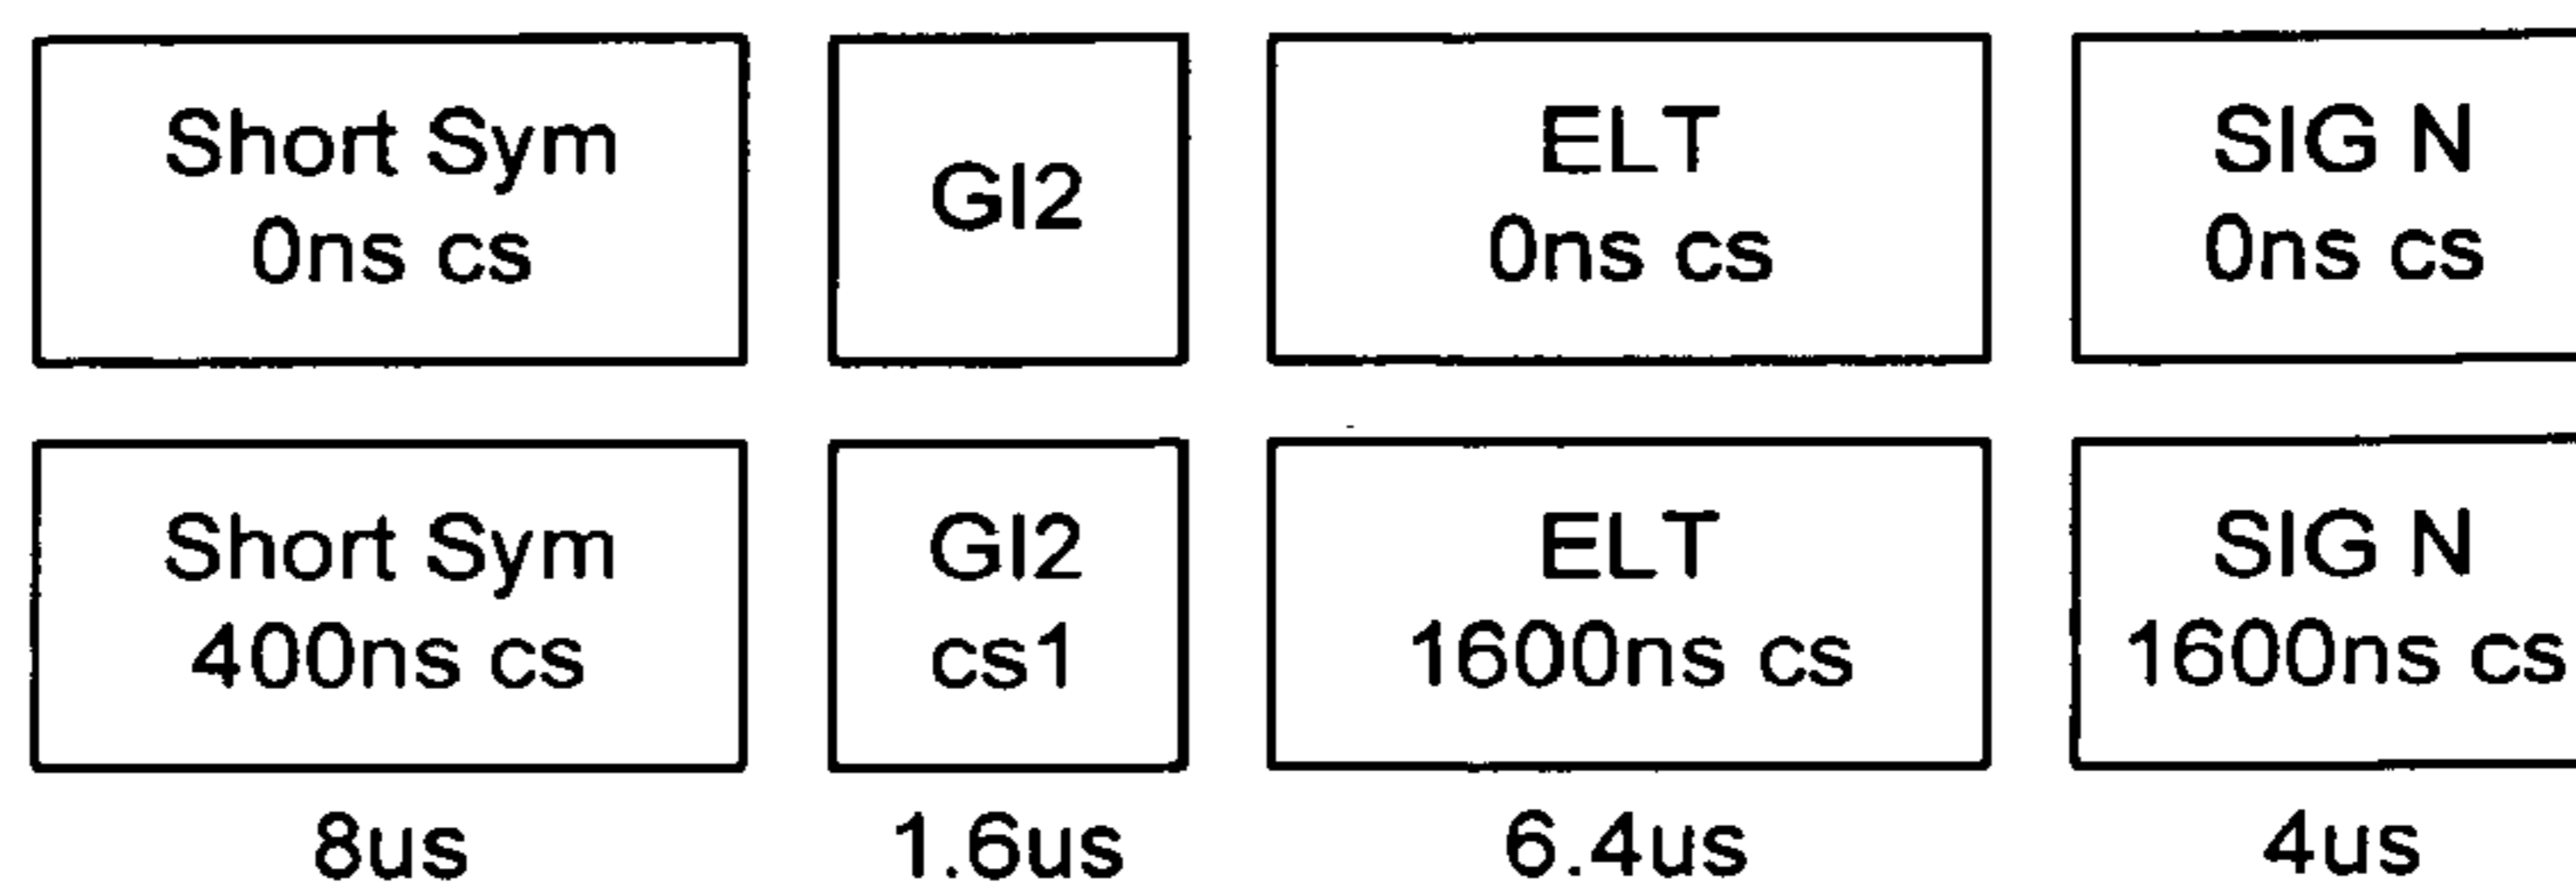 Short Sym
0ns cs
GI2
ELT
0ns cs
SIG N
0ns cs
Short Sym
400ns cs
GI2
cs1
ELT
1600ns cs
SIG N
1600ns cs
8us
1.6us
6.4us
4us